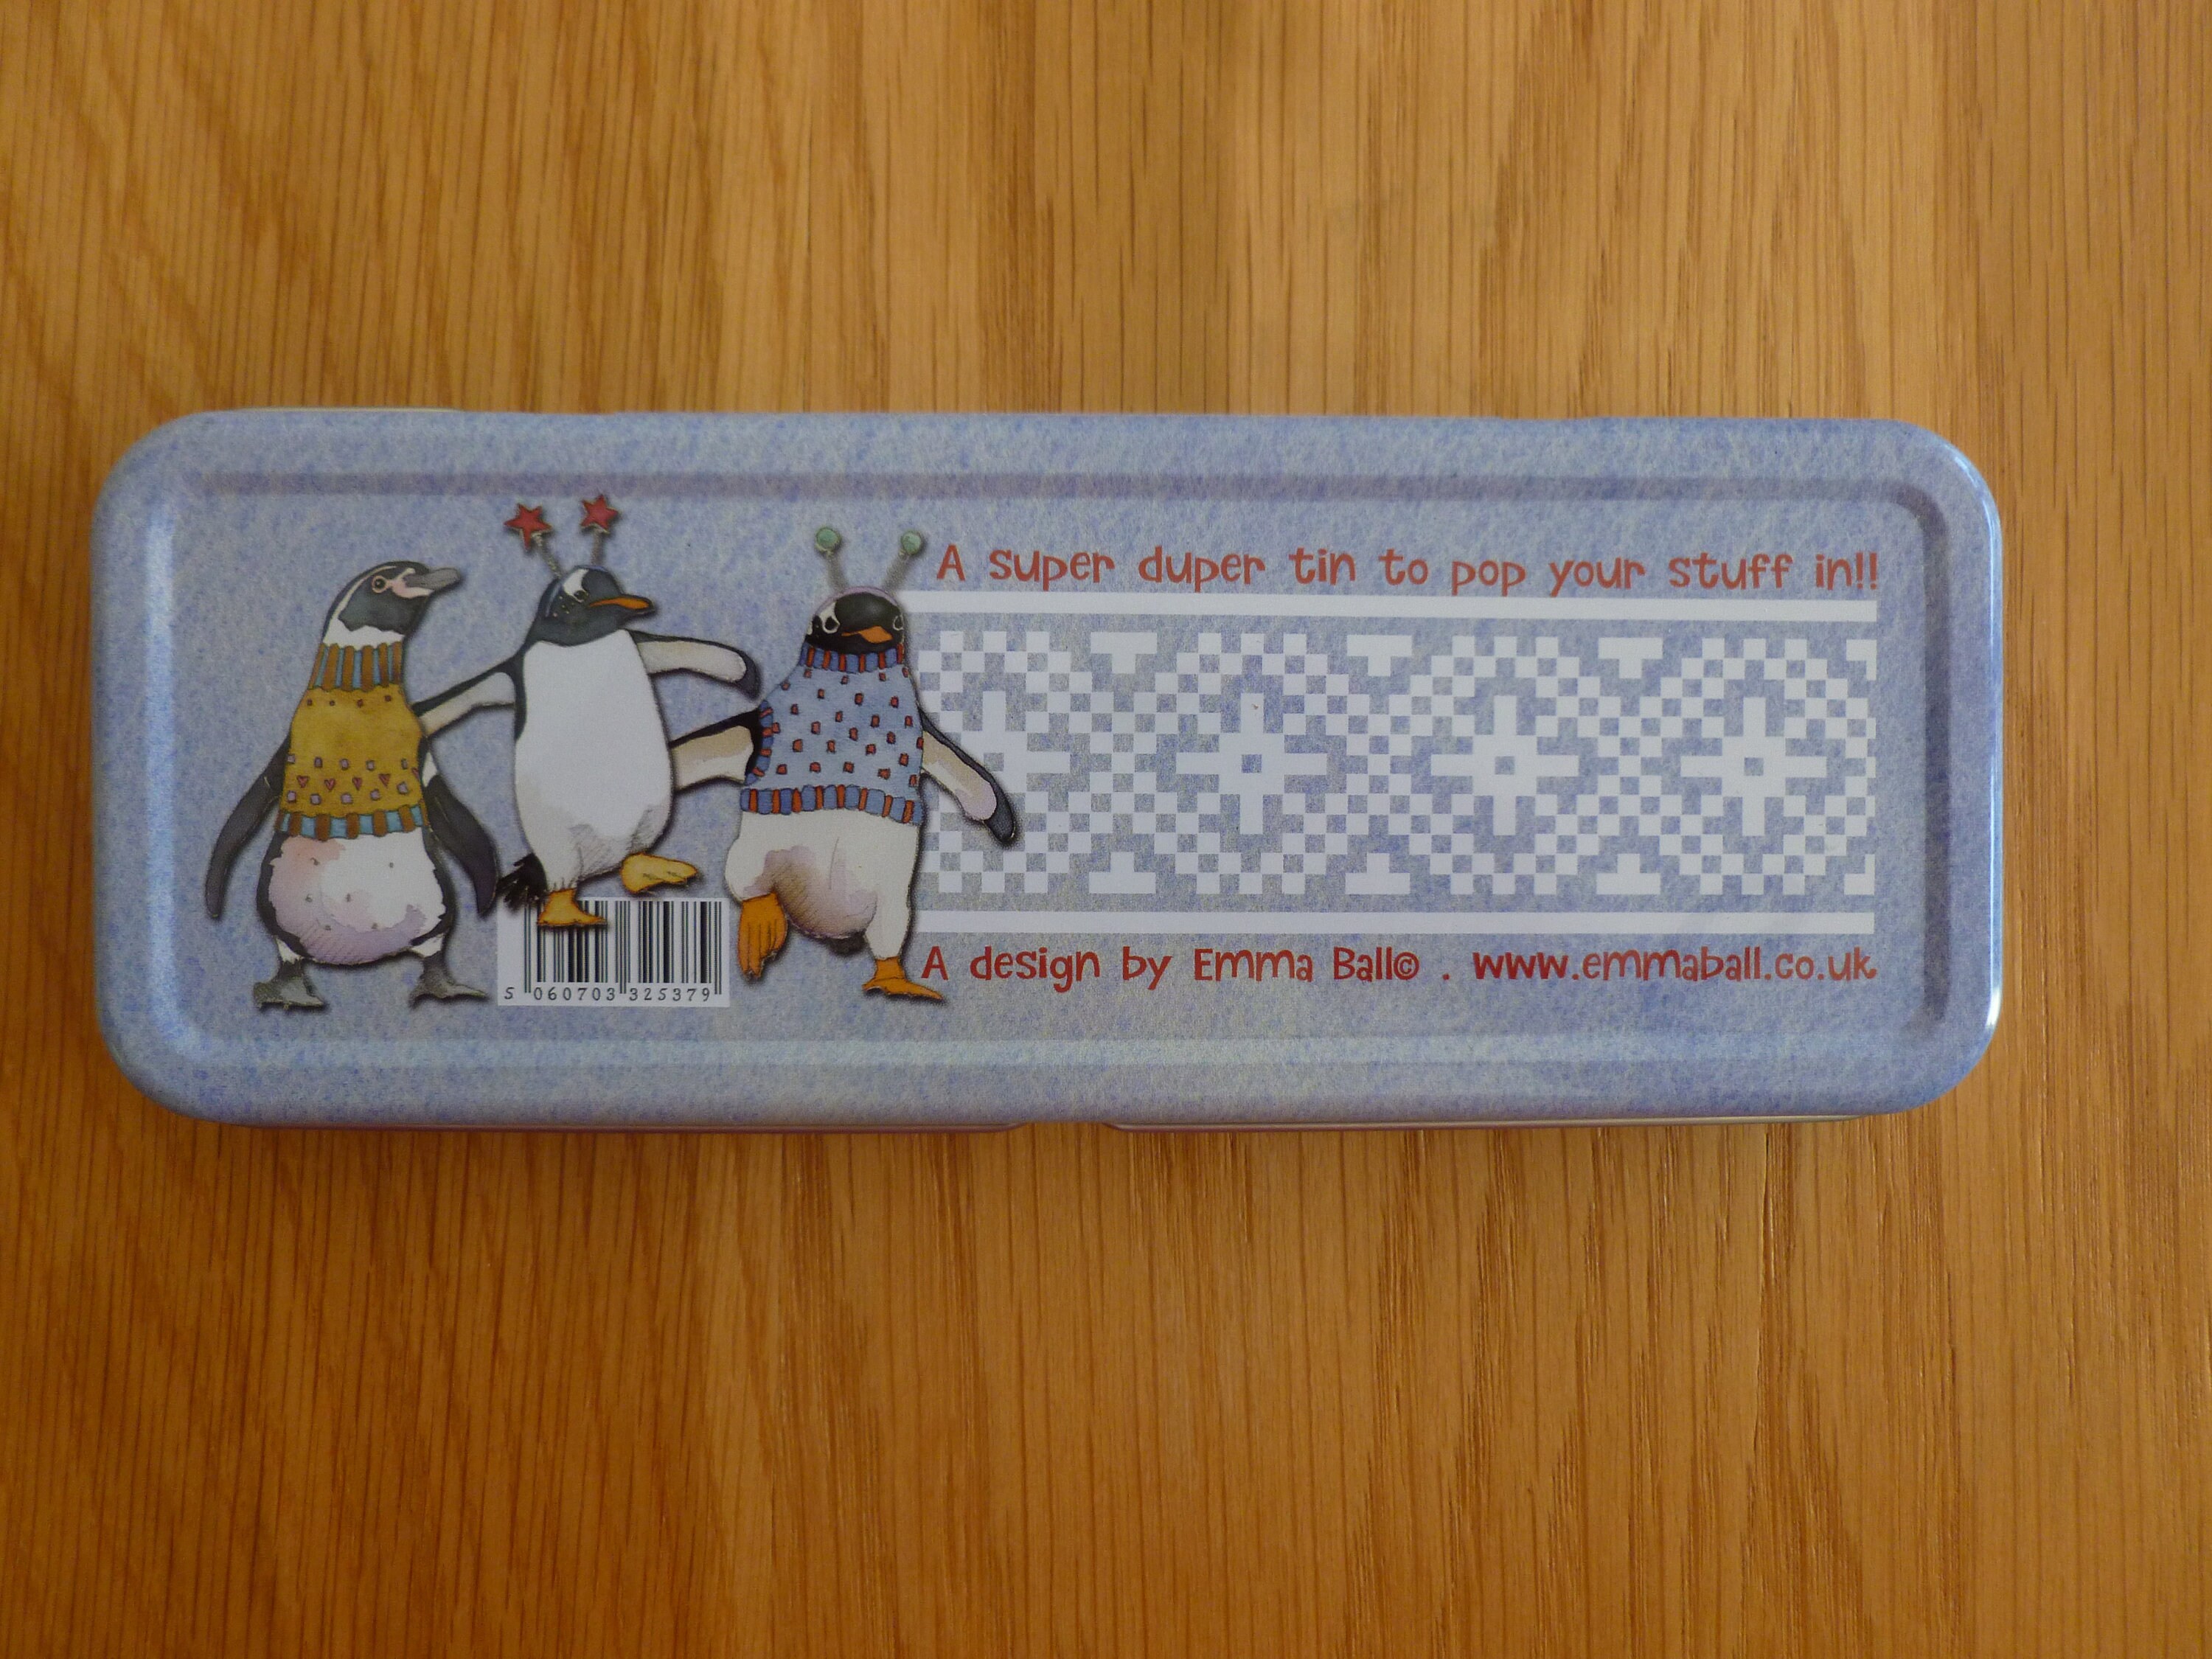 A super duper tin to pop your stuff in!!
A design by Emma Ball© . www.emmaball.co.uk
5 060703 325379